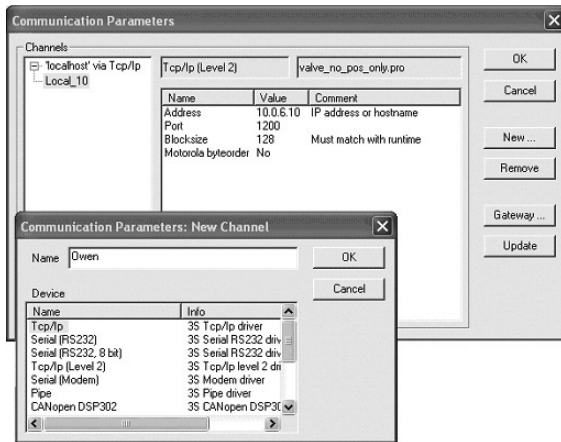 Communication Parameters
Channels
'localhost' via Tcp/Ip
Local_10
Tcp/Ip (Level 2) valve_no_pos_only.pro
Name Value Comment
Address 10.0.6.10 IP address or hostname
Port 1200
Blocksize 128 Must match with runtime
Motorola byteorder No
OK
Cancel
New ...
Remove
Gateway ...
Update
Communication Parameters: New Channel
Name Owen
OK
Cancel
Device
Name Info
Tcp/Ip 3S Tcp/Ip driver
Serial (RS232) 3S Serial RS232 driv
Serial (RS232, 8 bit) 3S Serial RS232 driv
Tcp/Ip (Level 2) 3S Tcp/Ip level 2 dri
Serial (Modem) 3S Modem driver
Pipe 3S Pipe driver
CANopen DSP302 3S CANopen DSP30